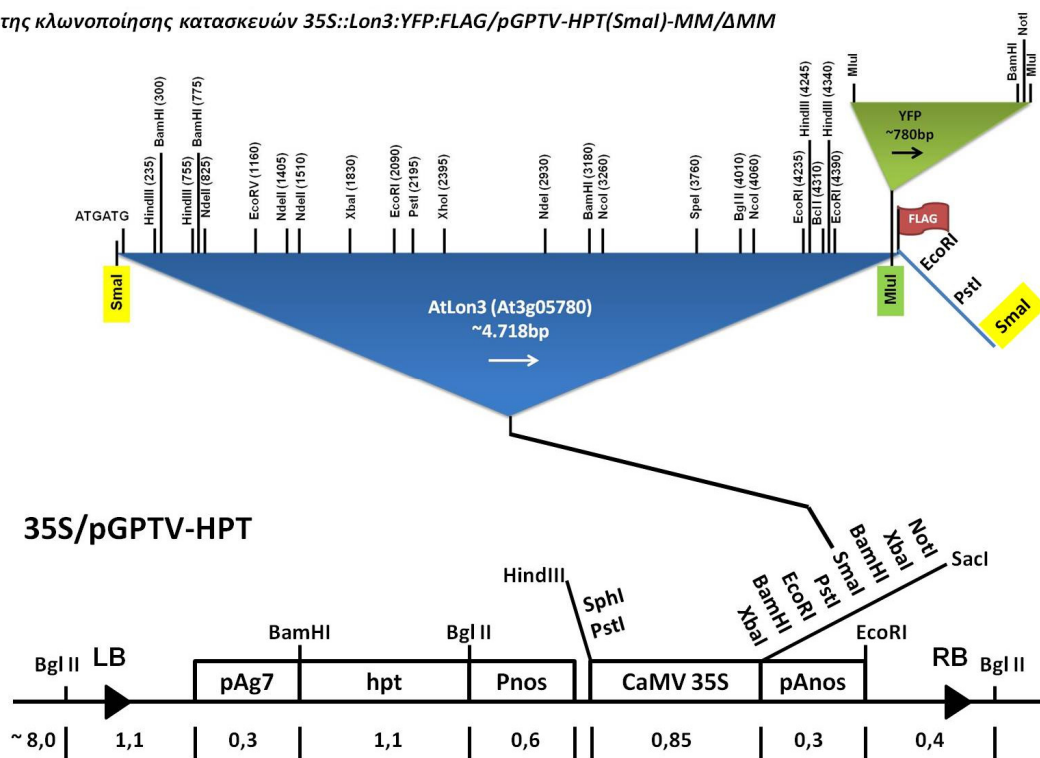 της κλωνοποίησης κατασκευών 35S::Lon3:YFP:FLAG/pGPTV-HPT(SmaI)-MM/ΔMM
MluI
BamHI
NotI
MluI
YFP
~780bp
ATGATG
HindIII (235)
BamHI (300)
HindIII (755)
BamHI (775)
NdeII (825)
EcoRV (1160)
NdeII (1405)
NdeII (1510)
XbaI (1830)
EcoRI (2090)
PstI (2195)
XhoI (2395)
NdeI (2930)
BamHI (3180)
NcoI (3260)
SpeI (3760)
Bgl II (4010)
NcoI (4060)
EcoRI (4235)
HindIII (4245)
Bcl I (4310)
HindIII (4340)
EcoRI (4390)
FLAG
SmaI
MluI
EcoRI
PstI
SmaI
AtLon3 (At3g05780)
~4.718bp
35S/pGPTV-HPT
HindIII
SphI
PstI
XbaI
BamHI
EcoRI
PstI
SmaI
BamHI
XbaI
NotI
SacI
Bgl II
LB
BamHI
Bgl II
EcoRI
RB
Bgl II
pAg7
hpt
Pnos
CaMV 35S
pAnos
~ 8,0
1,1
0,3
1,1
0,6
0,85
0,3
0,4